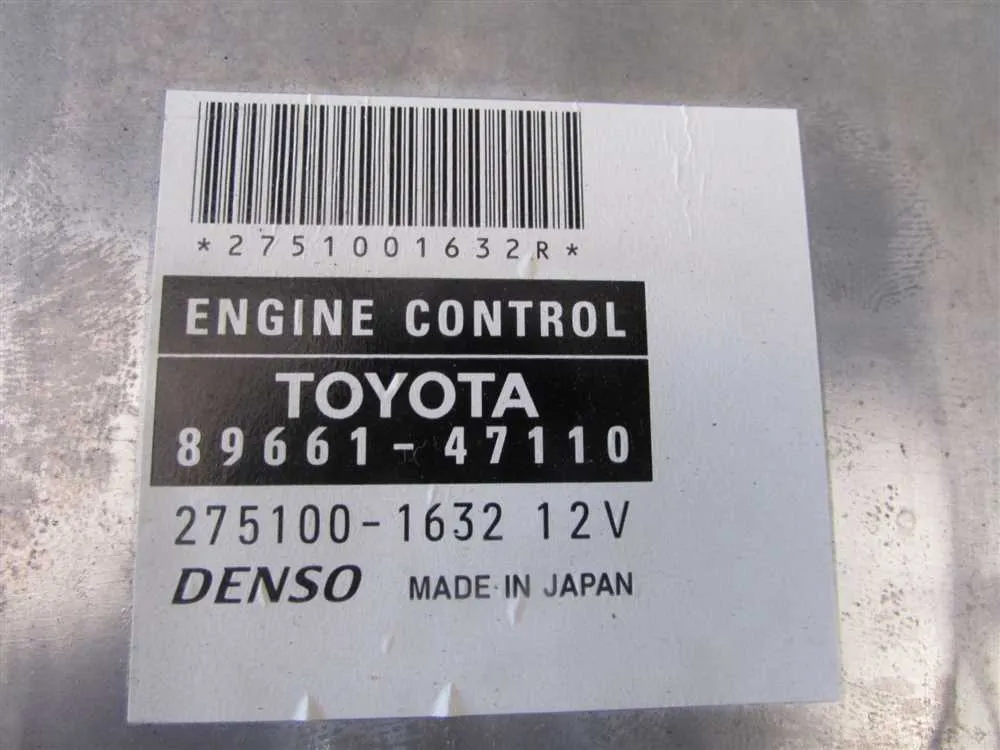 *2751001632R*
ENGINE CONTROL
TOYOTA
89661-47110
275100-1632 12V
DENSO MADE IN JAPAN